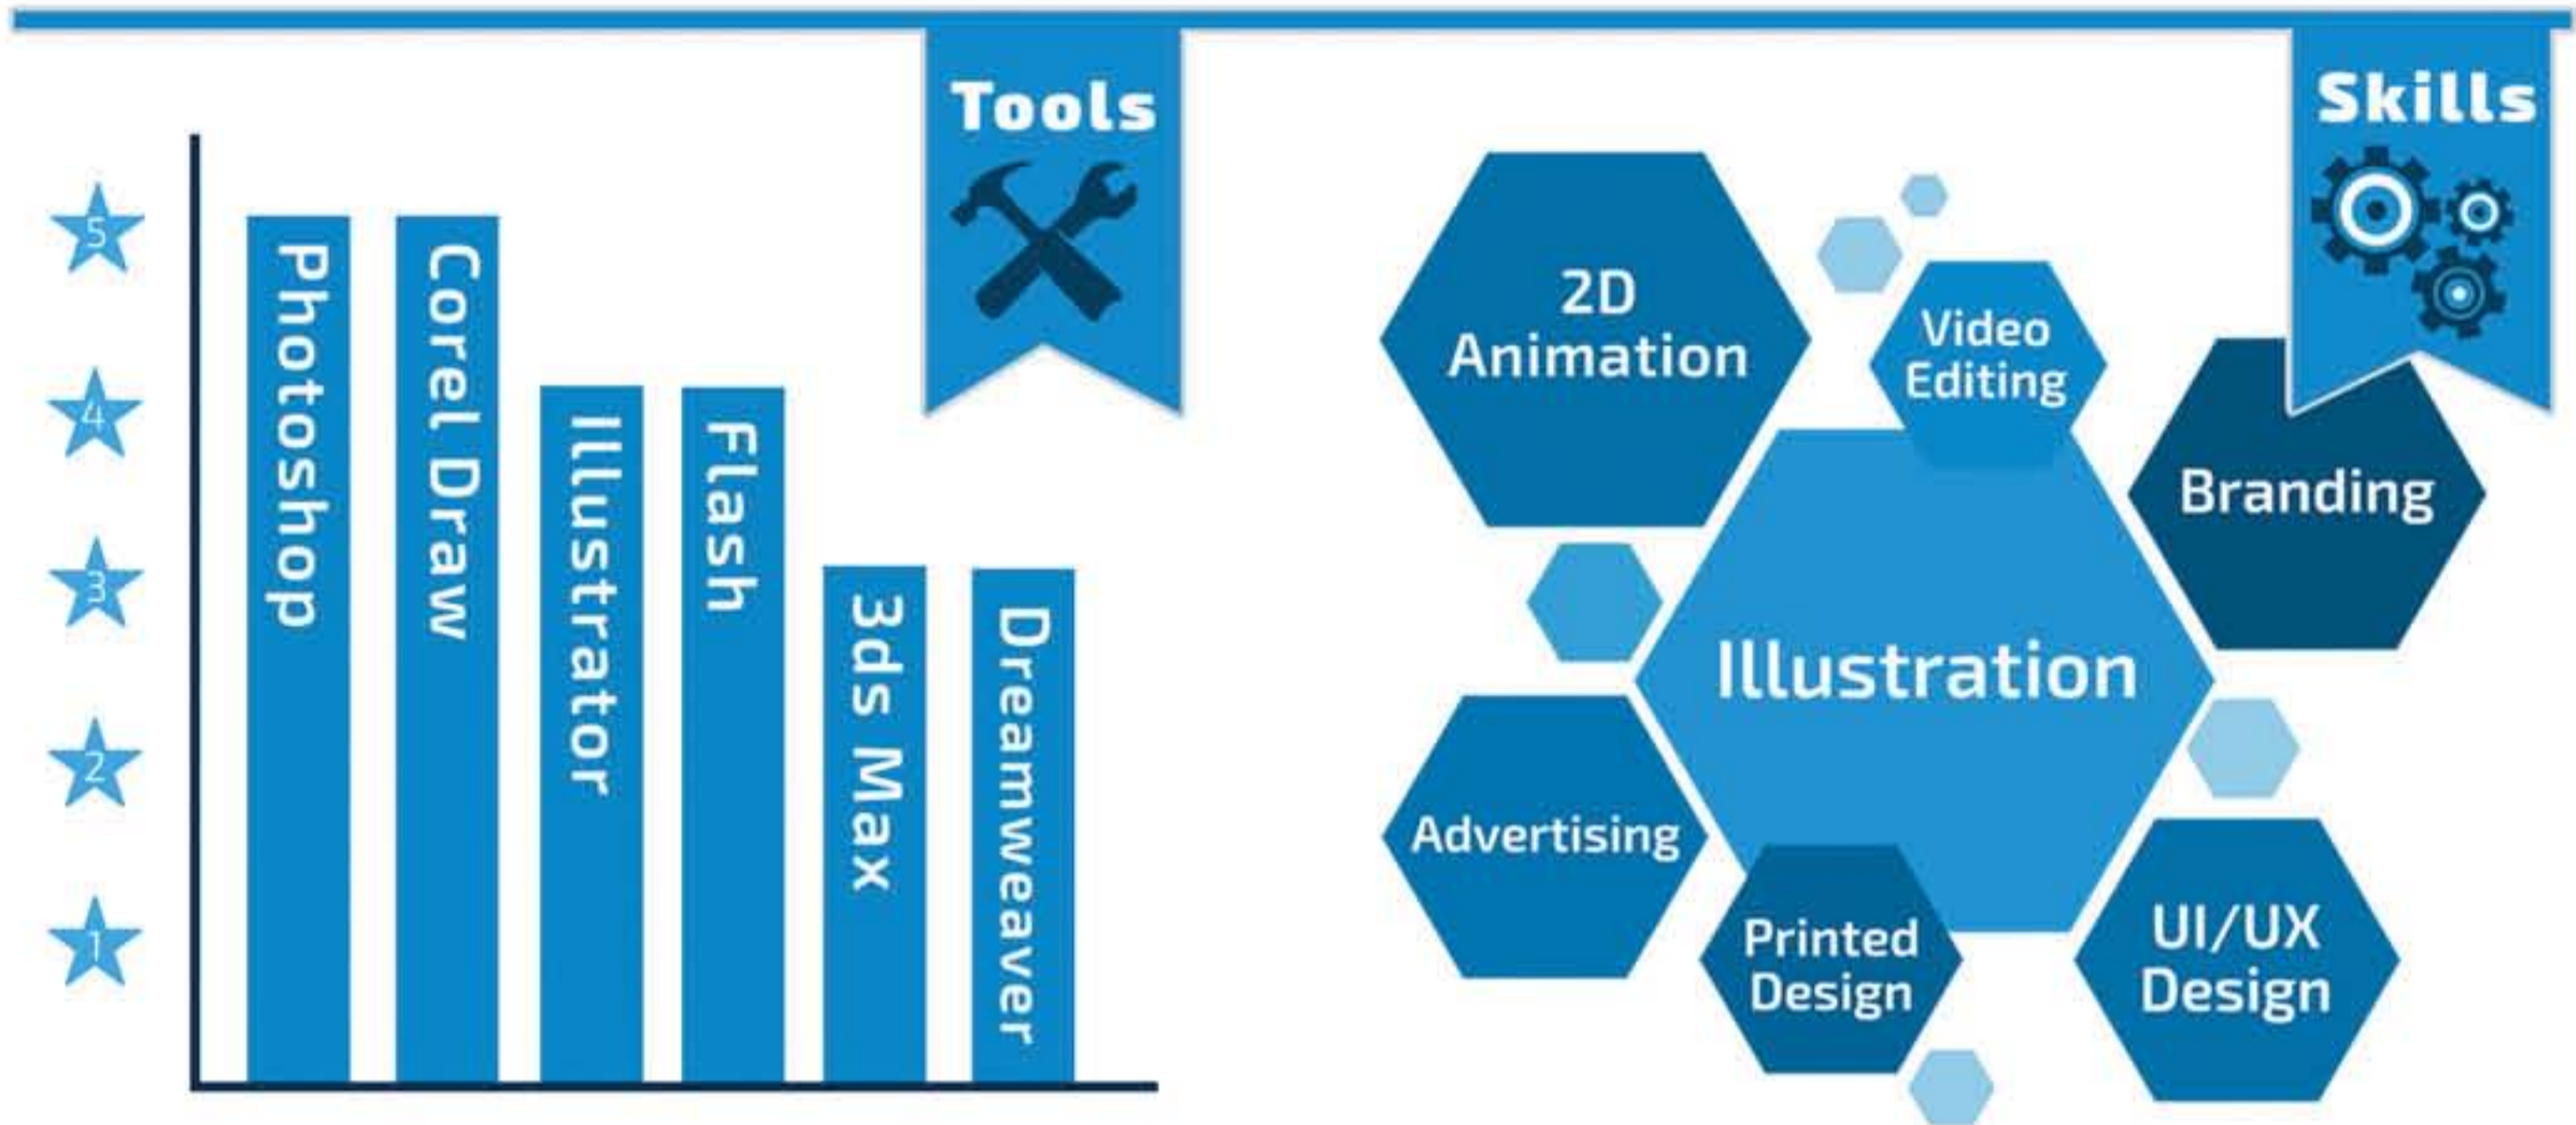 Tools
5
4
3
2
1
Photoshop
Corel Draw
Illustrator
Flash
3ds Max
Dreamweaver
Skills
2D
Animation
Video
Editing
Branding
Illustration
Advertising
Printed
Design
UI/UX
Design